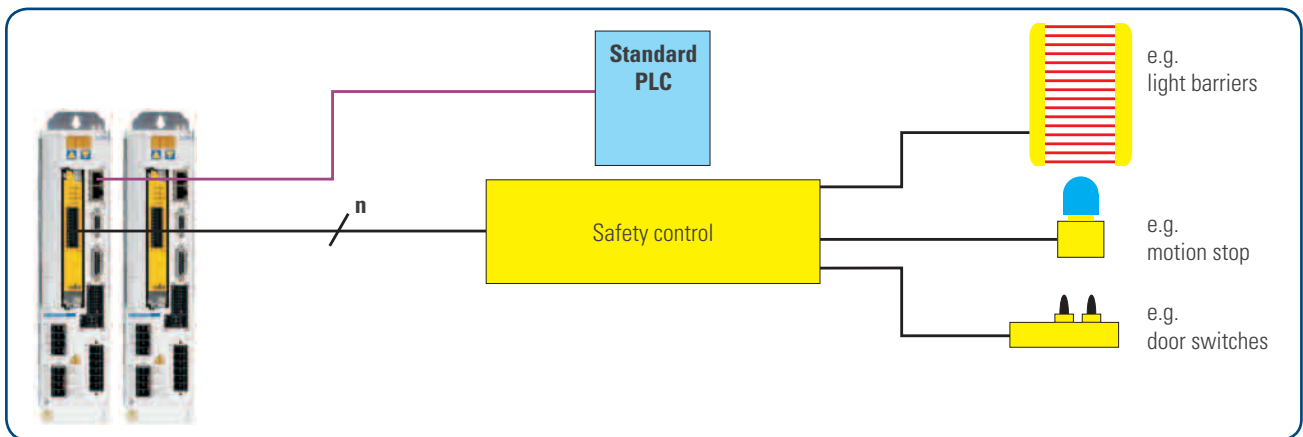 Standard
PLC
e.g.
light barriers
n
Safety control
e.g.
motion stop
e.g.
door switches